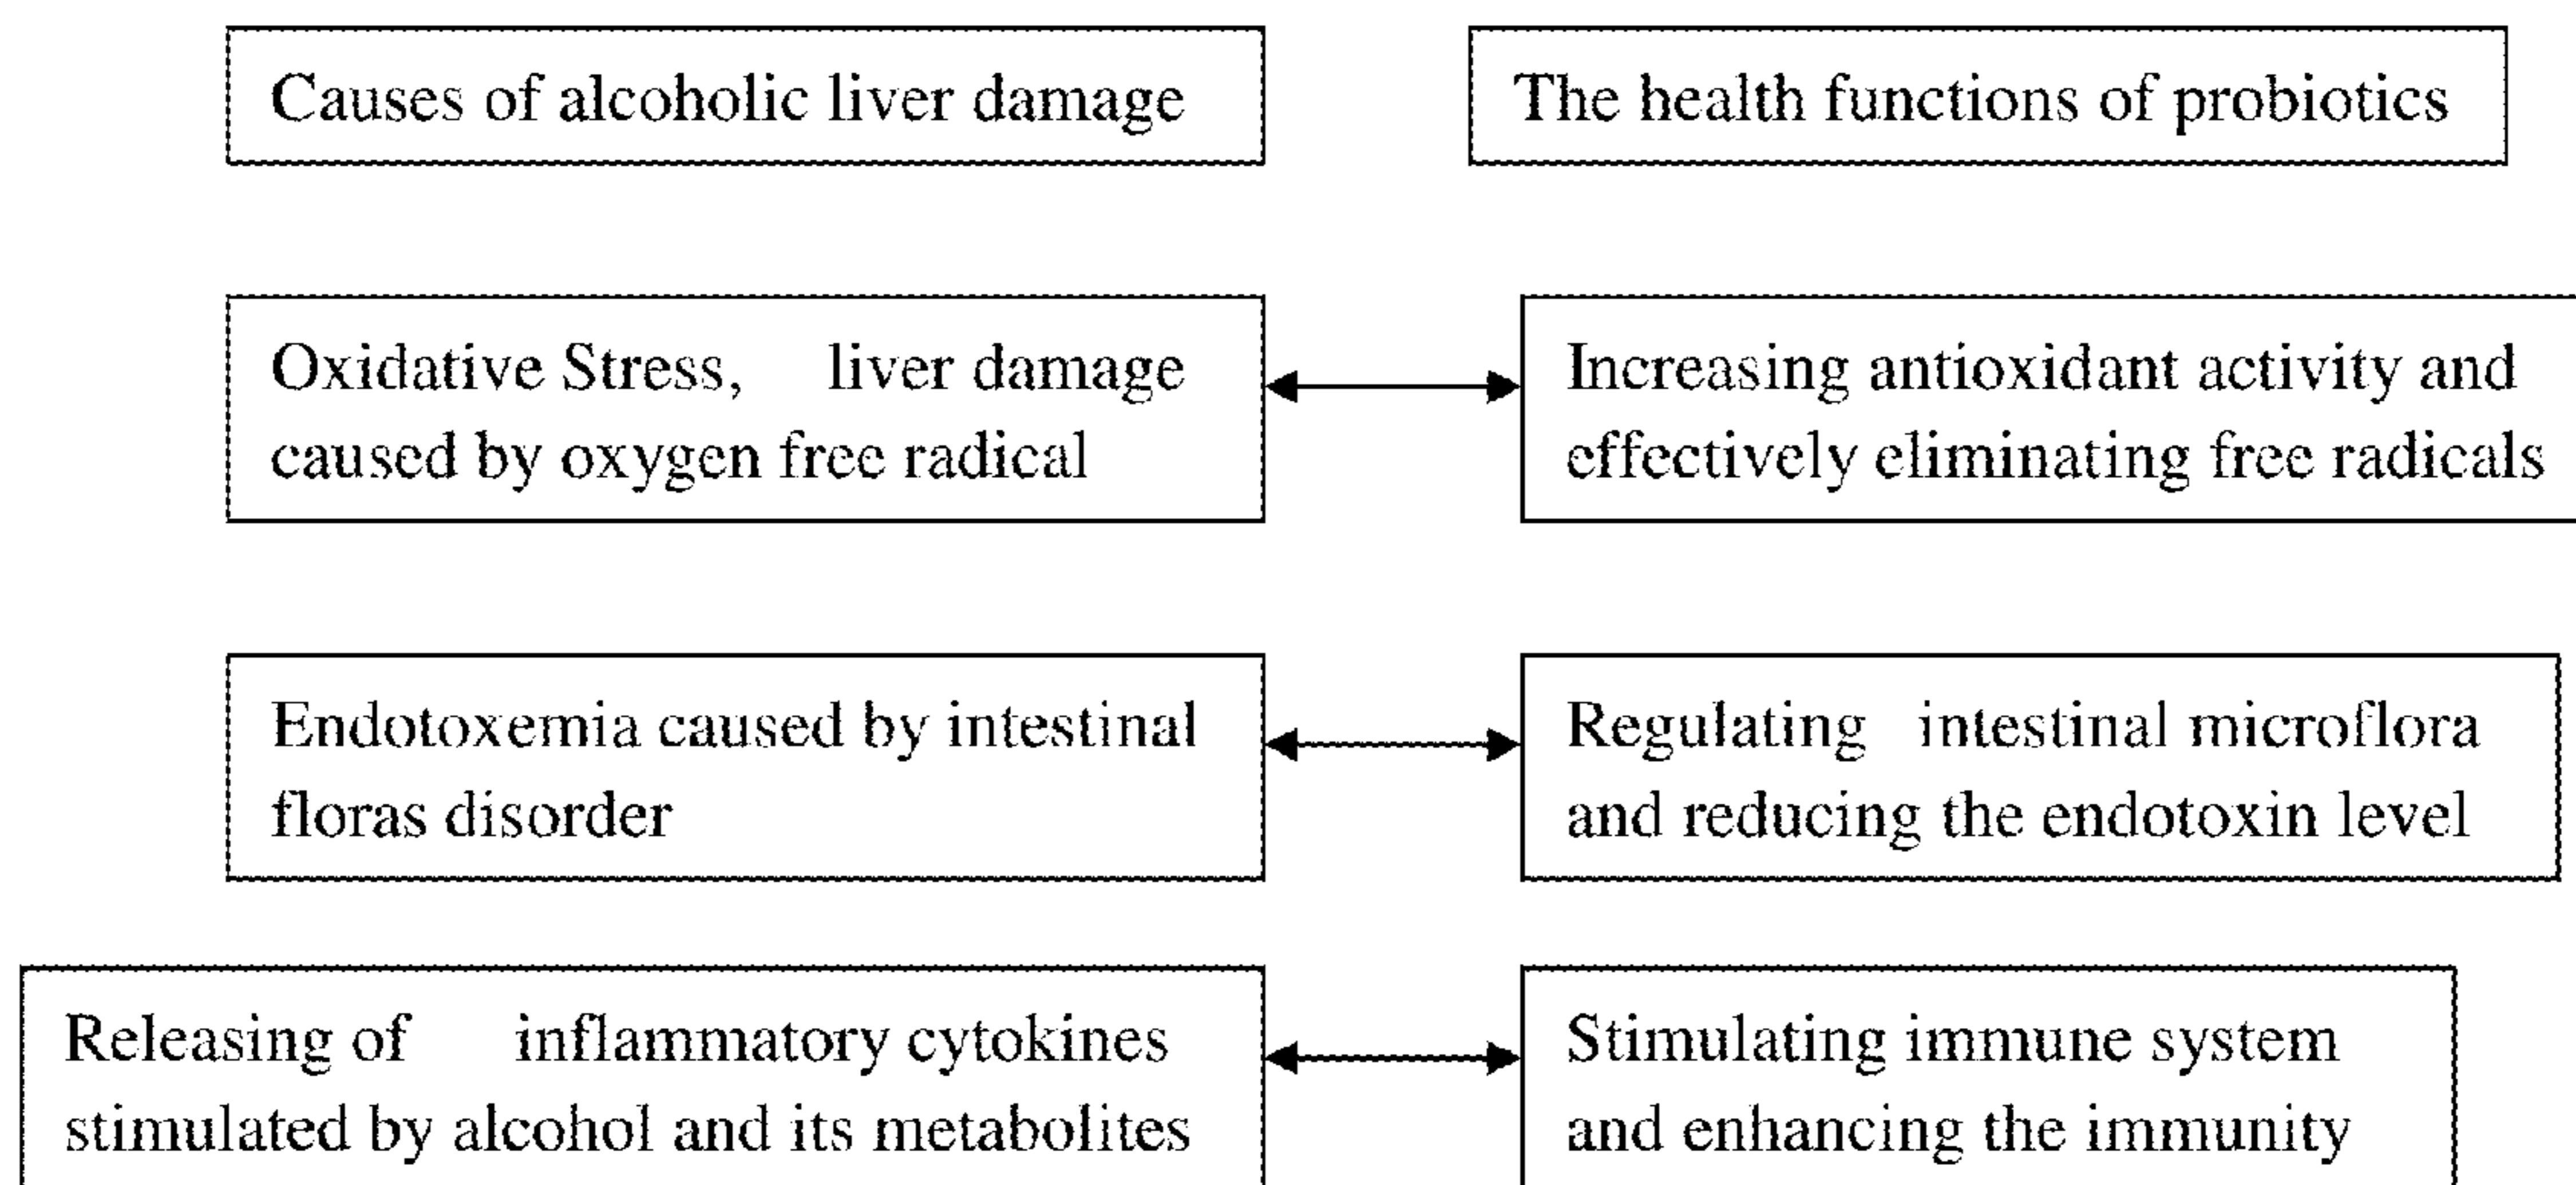 Causes of alcoholic liver damage
The health functions of probiotics
Oxidative Stress, liver damage
caused by oxygen free radical
Increasing antioxidant activity and
effectively eliminating free radicals
Endotoxemia caused by intestinal
floras disorder
Regulating intestinal microflora
and reducing the endotoxin level
Releasing of inflammatory cytokines
stimulated by alcohol and its metabolites
Stimulating immune system
and enhancing the immunity